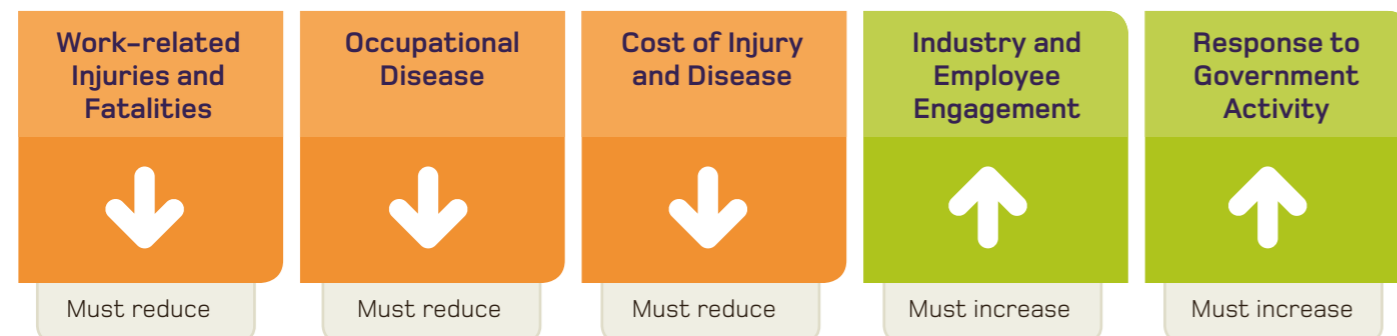 Work-related
Injuries and
Fatalities
Must reduce
Occupational
Disease
Must reduce
Cost of Injury
and Disease
Must reduce
Industry and
Employee
Engagement
Must increase
Response to
Government
Activity
Must increase